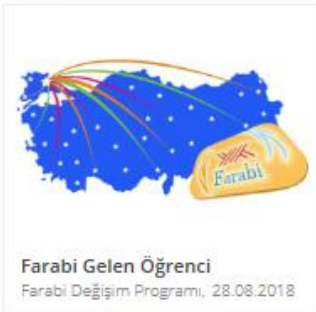 Farabi
Farabi Gelen Öğrenci
Farabi Değişim Programı, 28.08.2018